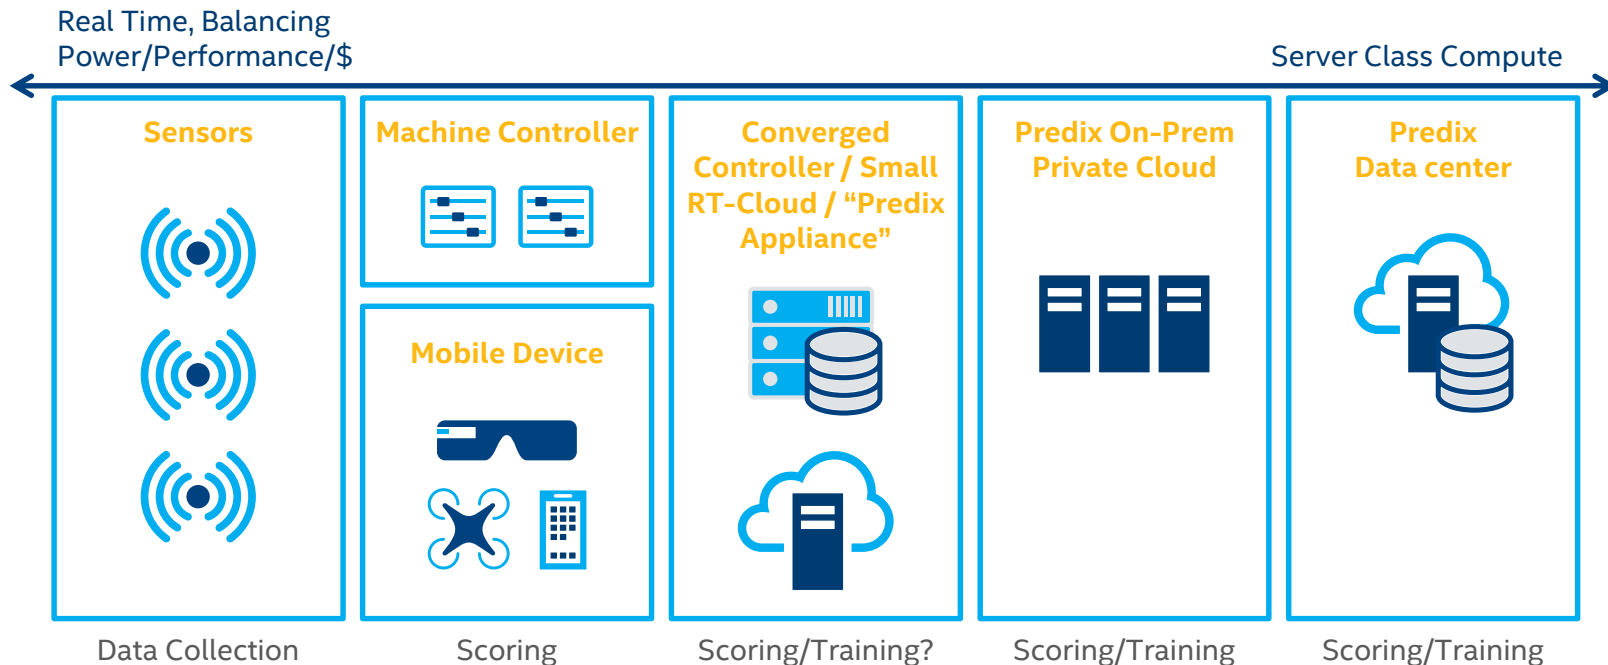 Real Time, Balancing
Power/Performance/$
Server Class Compute
Sensors
Machine Controller
Mobile Device
Converged
Controller / Small
RT-Cloud / “Predix
Appliance”
Predix On-Prem
Private Cloud
Predix
Data center
Data Collection
Scoring
Scoring/Training?
Scoring/Training
Scoring/Training